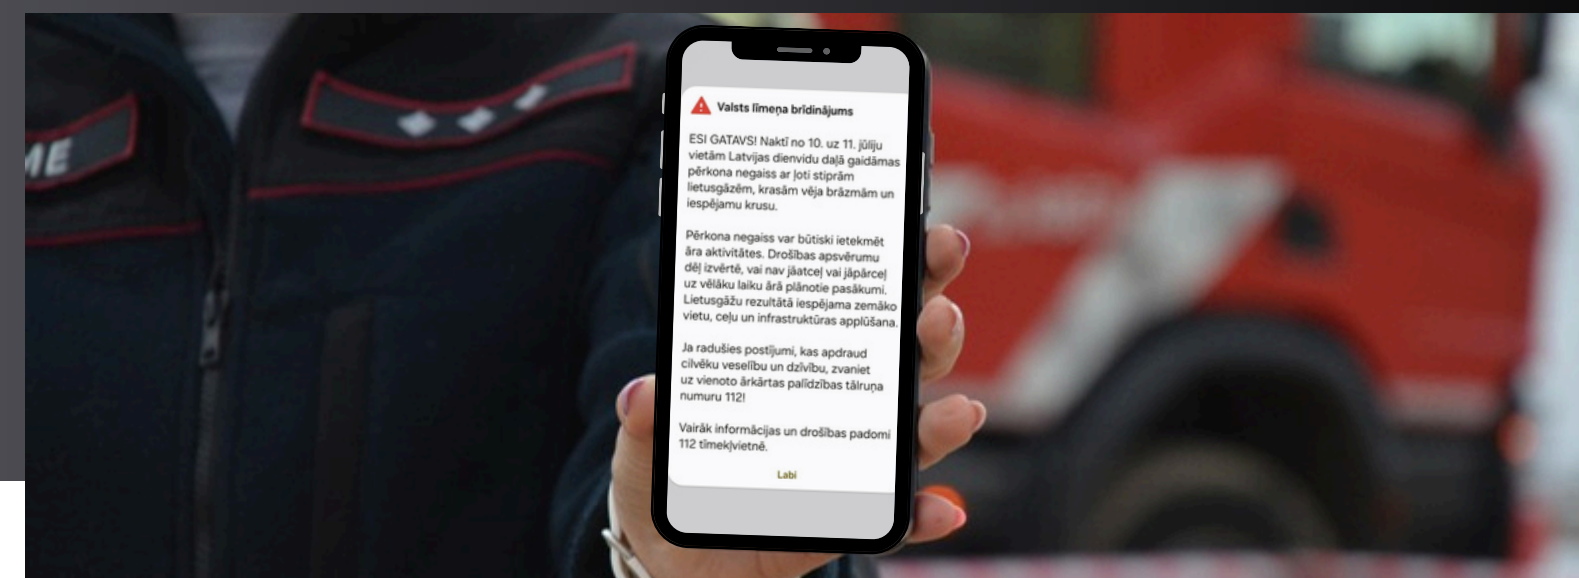 ME
Valsts līmeņa brīdinājums
ESI GATAVS! Naktī no 10. uz 11. jūliju
vietām Latvijas dienvidu daļā gaidāmas
pērkona negaiss ar ļoti stiprām
lietusgāzēm, krasām vēja brāzmām un
iespējamu krusu.
Pērkona negaiss var būtiski ietekmēt
āra aktivitātes. Drošības apsvērumu
dēļ izvērtē, vai nav jāatceļ vai jāpārceļ
uz vēlāku laiku ārā plānotie pasākumi.
Lietusgāžu rezultātā iespējama zemāko
vietu, ceļu un infrastruktūras applūšana.
Ja radušies postījumi, kas apdraud
cilvēku veselību un dzīvību, zvaniet
uz vienoto ārkārtas palīdzības tālruņa
numuru 112!
Vairāk informācijas un drošības padomi
112 tīmekļvietnē.
Labi